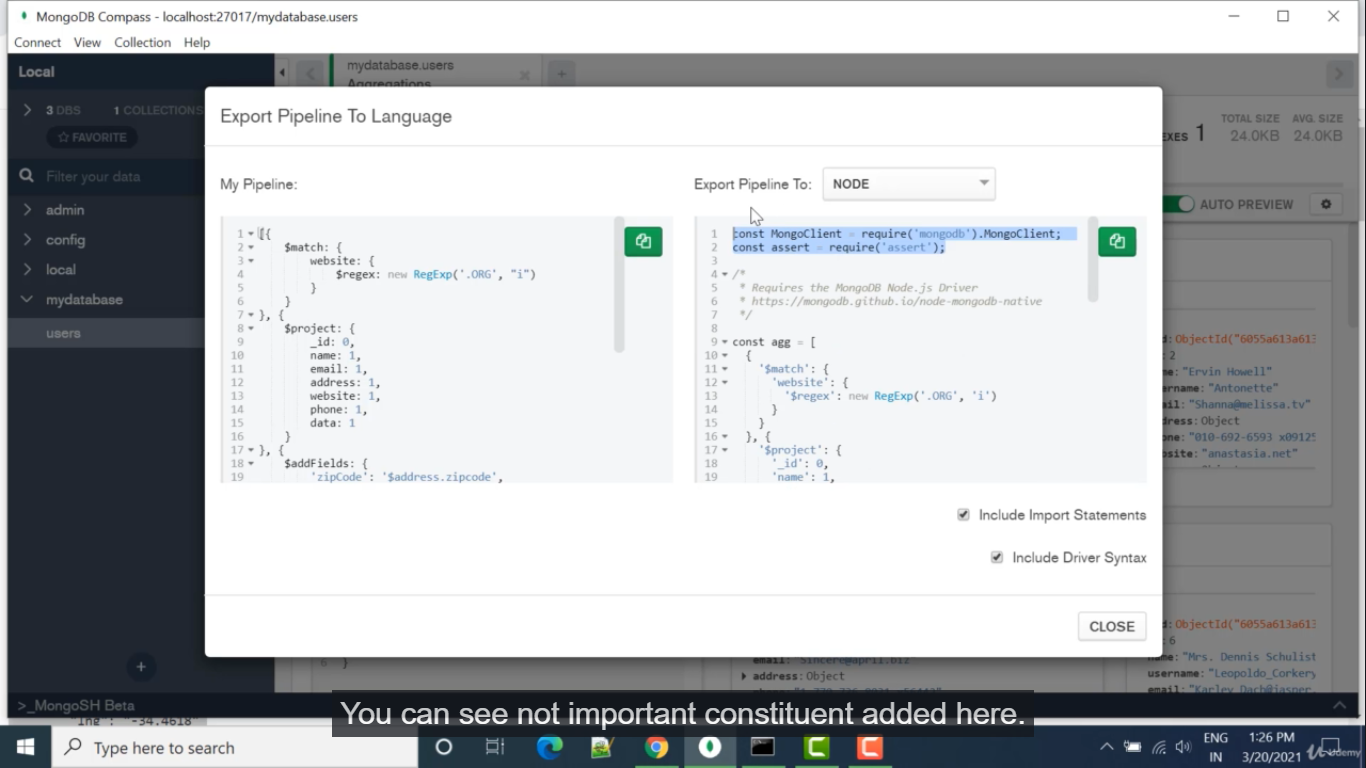 MongoDB Compass - localhost:27017/mydatabase.users
Connect View Collection Help
Local
mydatabase.users
Aggregations
3 DBS 1 COLLECTIONS
FAVORITE
Filter your data
admin
config
local
mydatabase
users
>_MongoSH Beta
1
TOTAL SIZE AVG. SIZE
24.0KB 24.0KB
AUTO PREVIEW
Export Pipeline To Language
My Pipeline:
1 [{
2 $match: {
3 website: {
4 $regex: new RegExp('.ORG', "i")
5 }
6 }
7 }, {
8 $project: {
9 _id: 0,
10 name: 1,
11 email: 1,
12 address: 1,
13 website: 1,
14 phone: 1,
15 data: 1
16 }
17 }, {
18 $addFields: {
19 'zipCode': '$address.zipcode',
Export Pipeline To: NODE
1 const MongoClient = require('mongodb').MongoClient;
2 const assert = require('assert');
3
4 /*
5 * Requires the MongoDB Node.js Driver
6 * https://mongodb.github.io/node-mongodb-native
7 */
8
9 const agg = [
10 {
11 '$match': {
12 'website': {
13 '$regex': new RegExp('.ORG', 'i')
14 }
15 }
16 }, {
17 '$project': {
18 '_id': 0,
19 'name': 1,
Include Import Statements
Include Driver Syntax
CLOSE
ObjectId("6055a613a613
: 2
me: "Ervin Howell"
ername: "Antonette"
ail: "Shanna@melissa.tv"
dress: Object
one: "010-692-6593 x09125
site: "anastasia.net"
ObjectId("6055a613a613
: 6
name: "Mrs. Dennis Schulist
username: "Leopoldo_Corkery
email: "Karley_Dach@jasper.
6 }
email: "Sincere@april.biz"
address: Object
"lng" : "-34.4618"
You can see not important constituent added here.
Type here to search
ENG
IN
1:26 PM
3/20/2021
Udemy